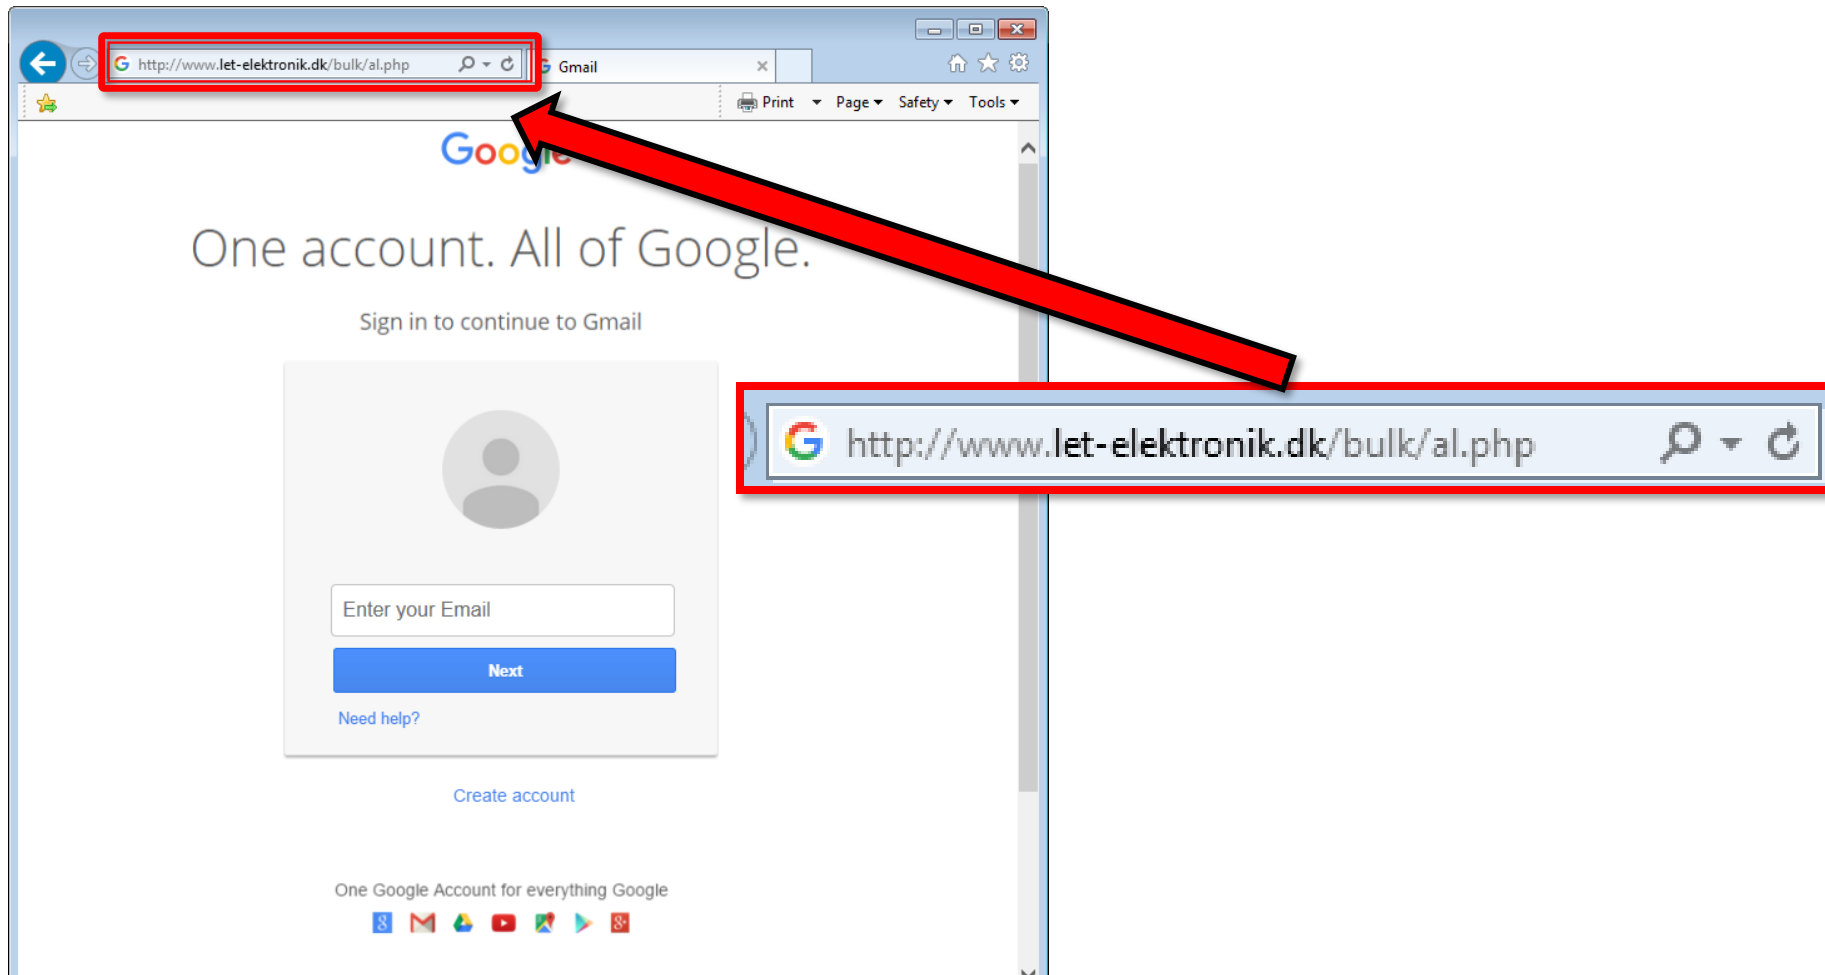 http://www.let-elektronik.dk/bulk/al.php
Gmail
Print Page Safety Tools
One account. All of Google.
Sign in to continue to Gmail
http://www.let-elektronik.dk/bulk/al.php
Enter your Email
Next
Need help?
Create account
One Google Account for everything Google